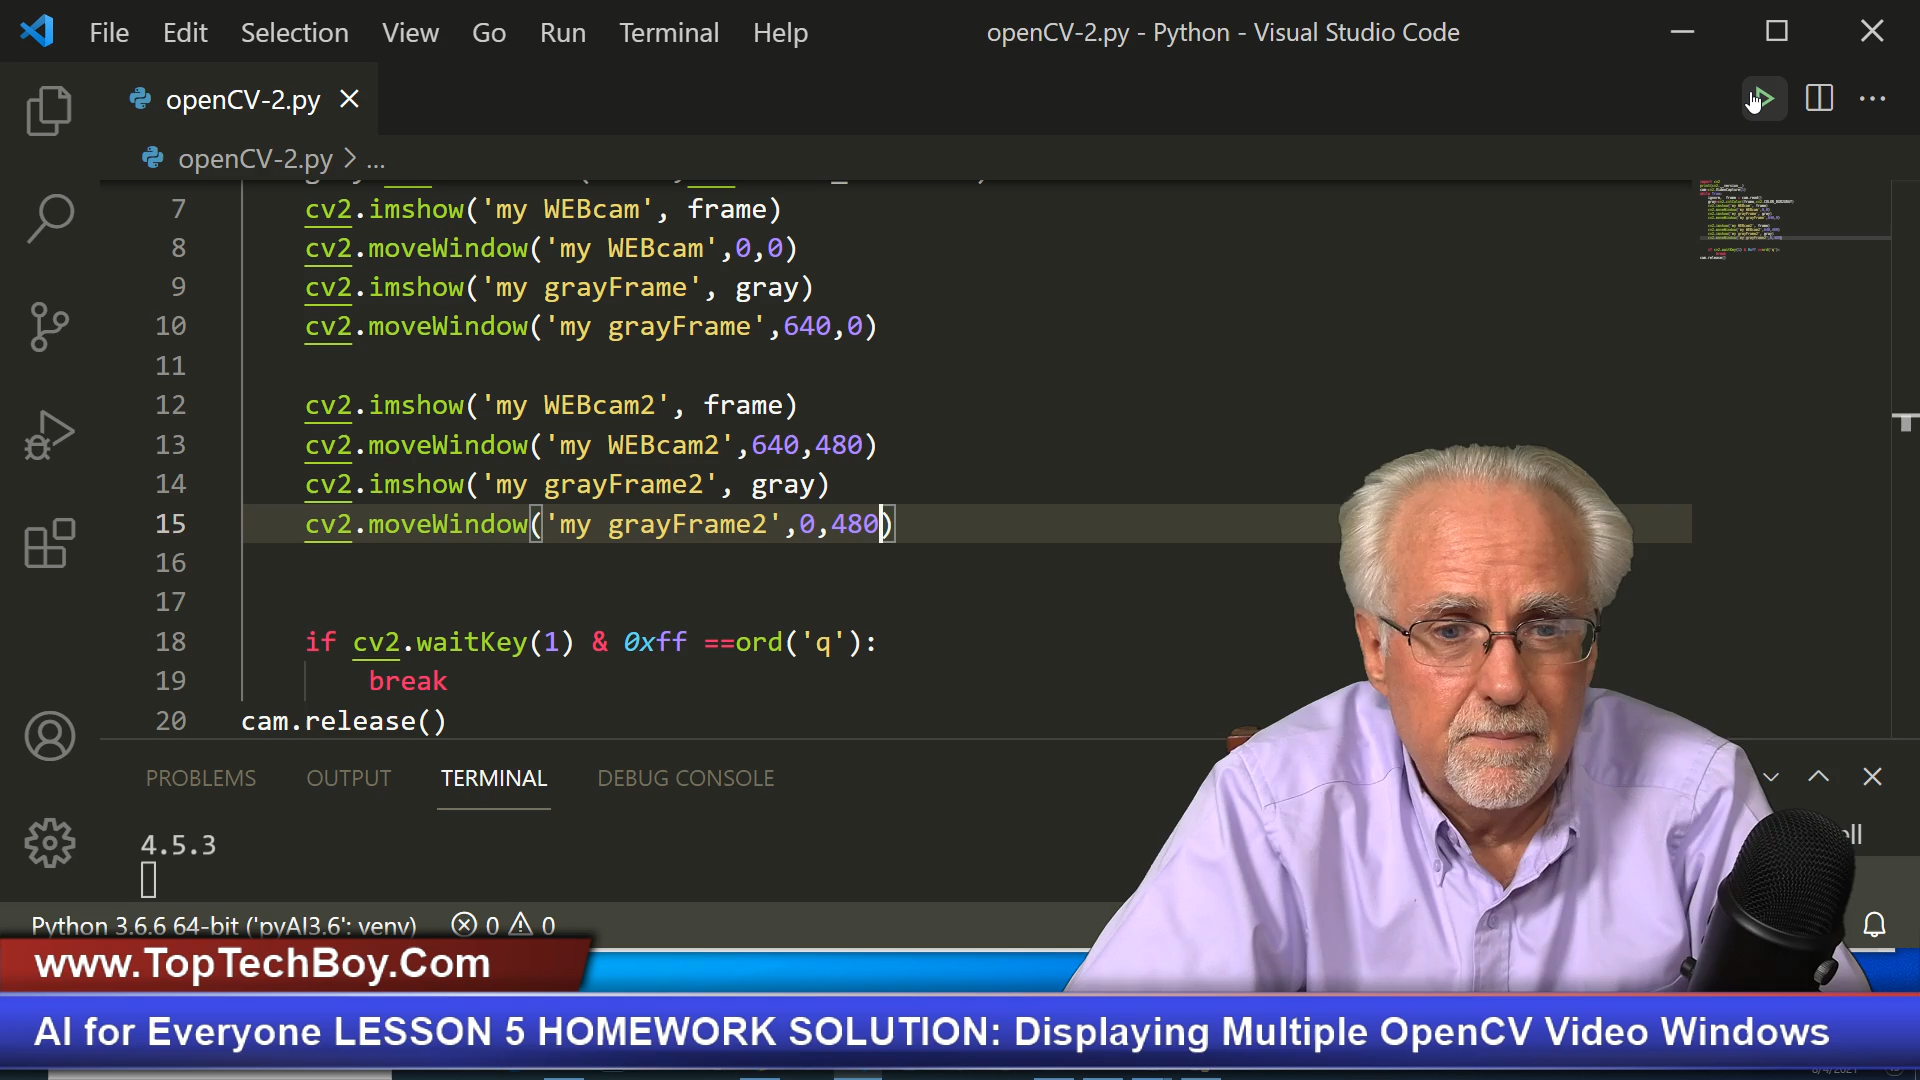 File Edit Selection View Go Run Terminal Help openCV-2.py - Python - Visual Studio Code
openCV-2.py
openCV-2.py > ...
7 cv2.imshow('my WEBcam', frame)
8 cv2.moveWindow('my WEBcam',0,0)
9 cv2.imshow('my grayFrame', gray)
10 cv2.moveWindow('my grayFrame',640,0)
11
12 cv2.imshow('my WEBcam2', frame)
13 cv2.moveWindow('my WEBcam2',640,480)
14 cv2.imshow('my grayFrame2', gray)
15 cv2.moveWindow('my grayFrame2',0,480)
16
17
18 if cv2.waitKey(1) & 0xff ==ord('q'):
19 break
20 cam.release()
PROBLEMS OUTPUT TERMINAL DEBUG CONSOLE
4.5.3
Python 3.6.6 64-bit ('pyAI3.6': venv) 0 0
www.TopTechBoy.Com
AI for Everyone LESSON 5 HOMEWORK SOLUTION: Displaying Multiple OpenCV Video Windows